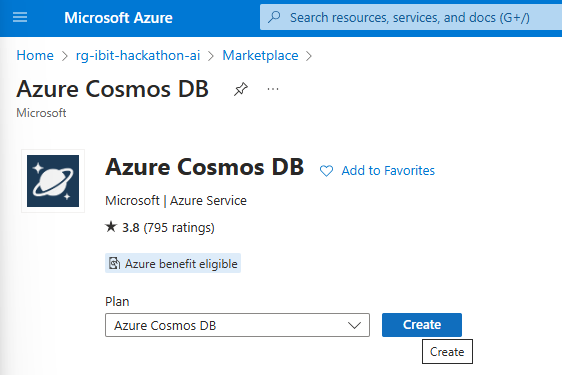 Microsoft Azure
Search resources, services, and docs (G+/)
Home > rg-ibit-hackathon-ai > Marketplace >
Azure Cosmos DB ...
Microsoft
Azure Cosmos DB
Add to Favorites
Microsoft | Azure Service
★ 3.8 (795 ratings)
Azure benefit eligible
Plan
Azure Cosmos DB
Create
Create